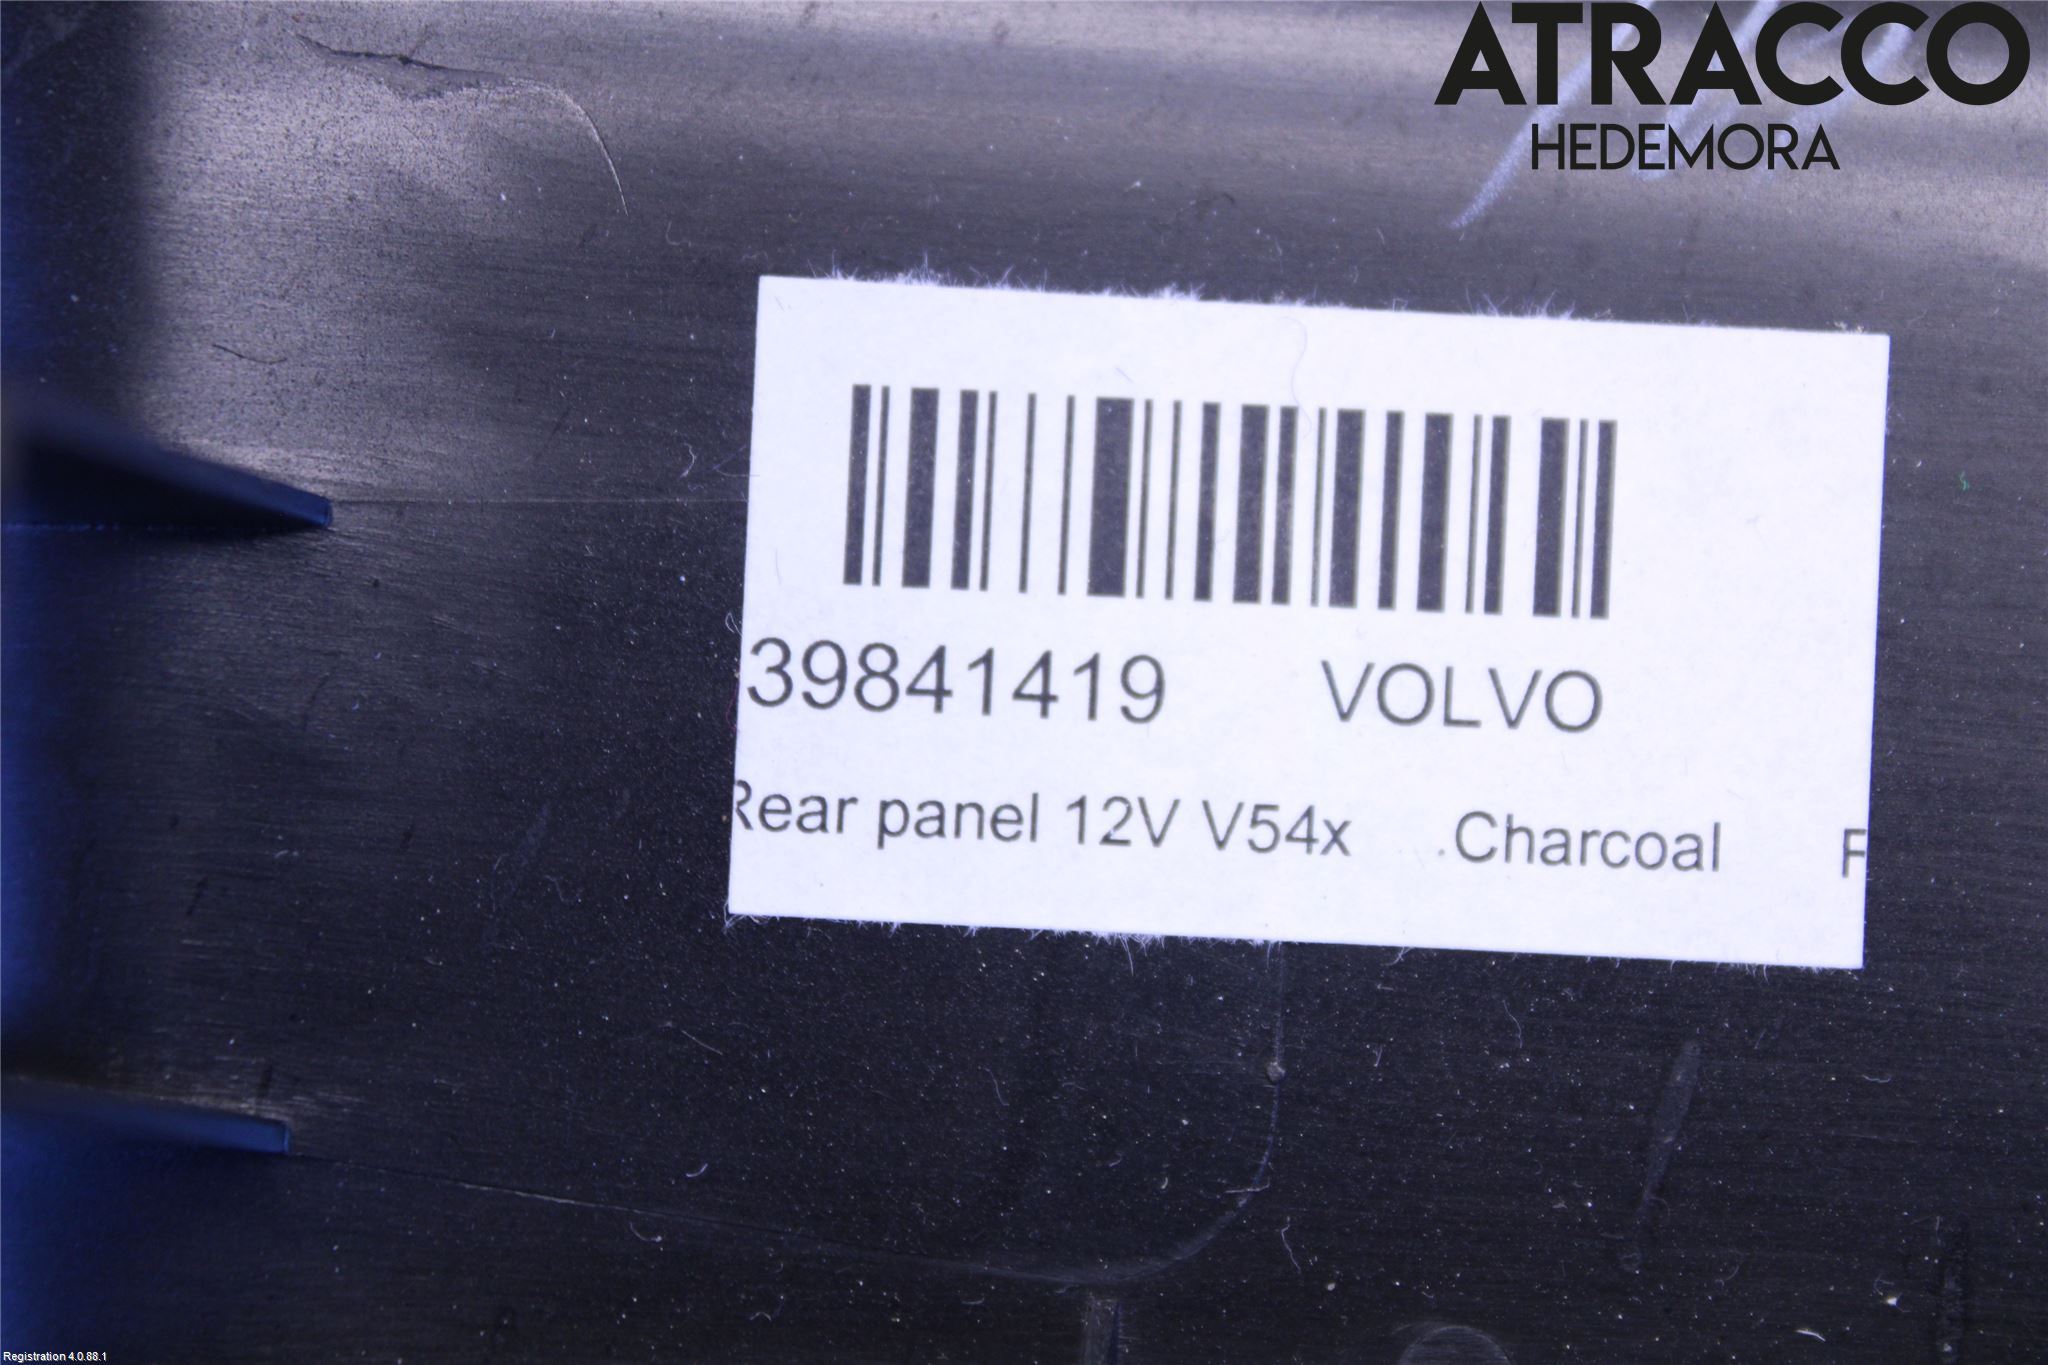 ATRACCO
HEDEMORA
39841419 VOLVO
Rear panel 12V V54x .Charcoal F
Registration 4.0.88.1